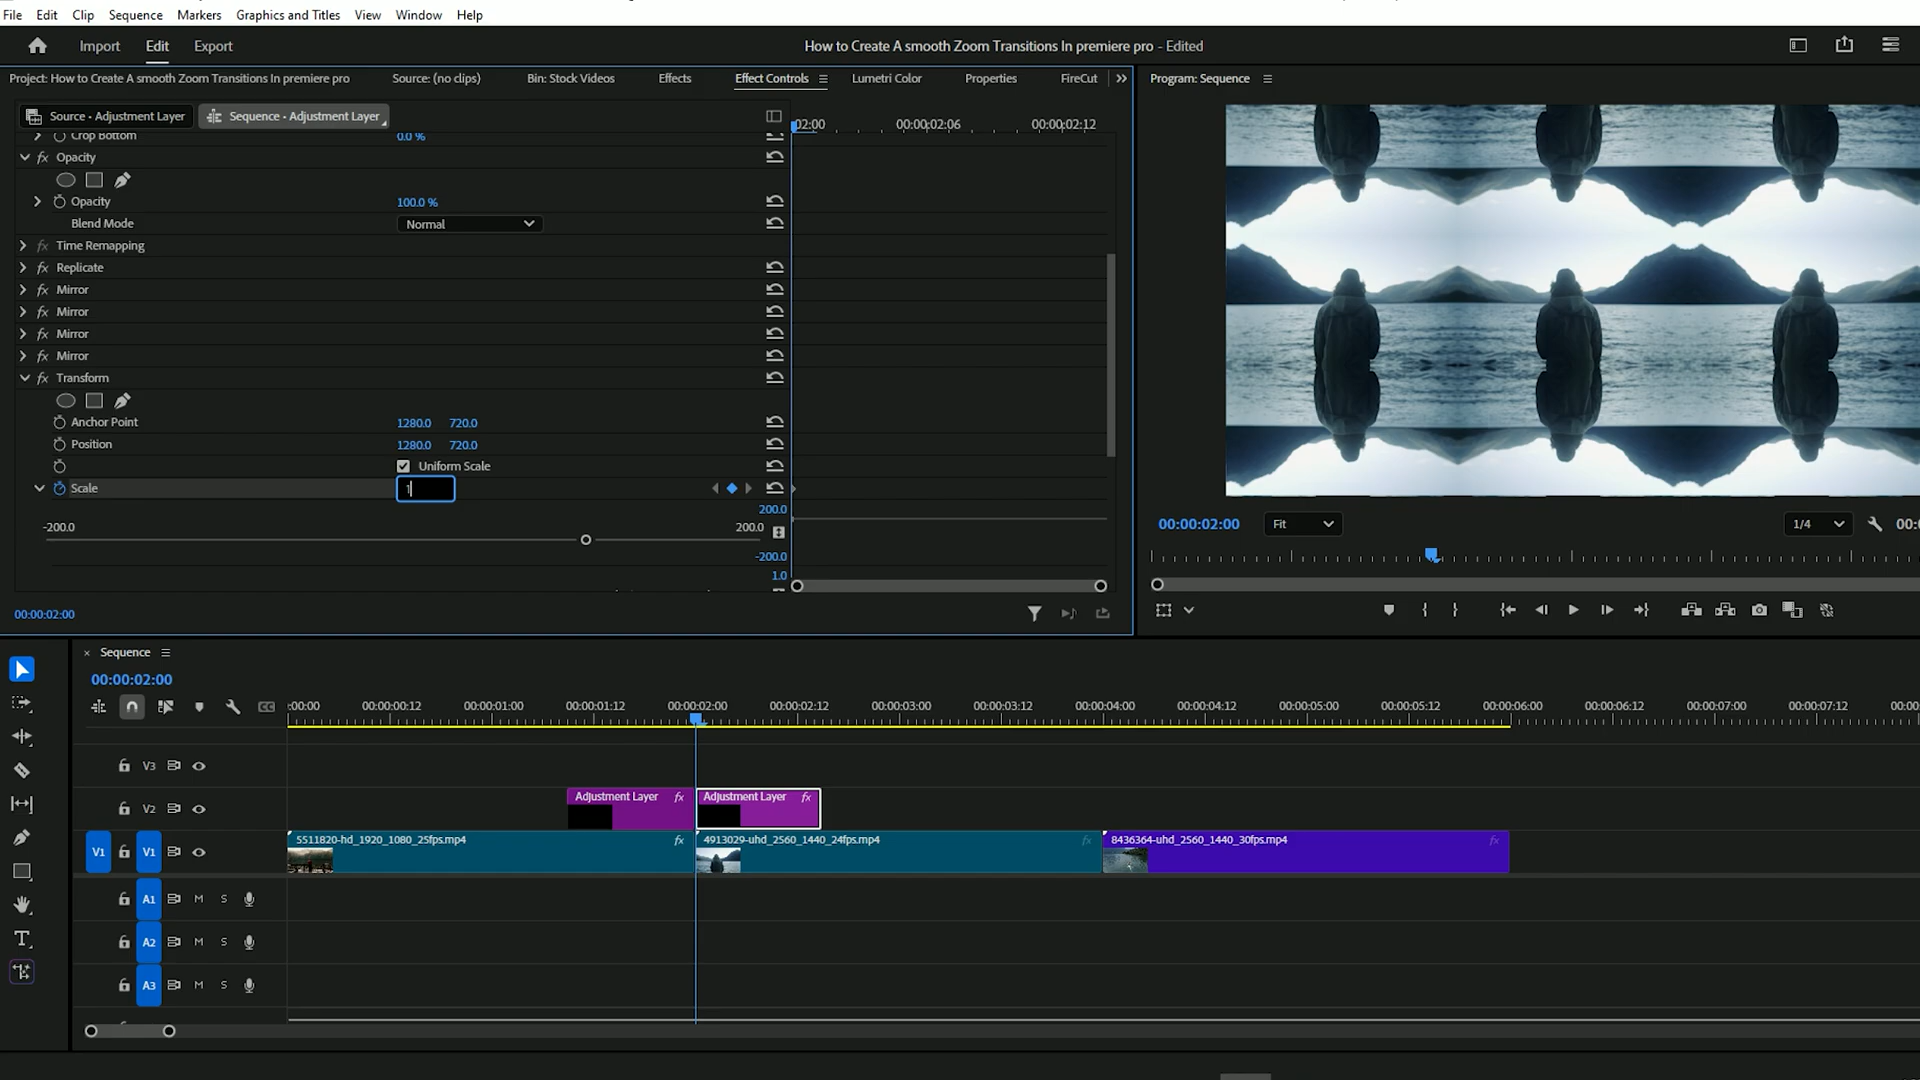 File Edit Clip Sequence Markers Graphics and Titles View Window Help
Import Edit Export
How to Create A smooth Zoom Transitions In premiere pro - Edited
Project: How to Create A smooth Zoom Transitions In premiere pro
Source: (no clips)
Bin: Stock Videos
Effects
Effect Controls
Lumetri Color
Properties
FireCut
Program: Sequence
Source • Adjustment Layer
Sequence • Adjustment Layer
02:00
00:00:02:06
00:00:02:12
Crop Bottom
0.0 %
fx Opacity
Opacity
100.0 %
Blend Mode
Normal
fx Time Remapping
fx Replicate
fx Mirror
fx Mirror
fx Mirror
fx Mirror
fx Transform
Anchor Point
1280.0 720.0
Position
1280.0 720.0
Uniform Scale
Scale
1
200.0
-200.0
200.0
-200.0
1.0
00:00:02:00
00:00:02:00
Fit
1/4
00:
Sequence
00:00:02:00
CC
:00:00 00:00:00:12 00:00:01:00 00:00:01:12 00:00:02:00 00:00:02:12 00:00:03:00 00:00:03:12 00:00:04:00 00:00:04:12 00:00:05:00 00:00:05:12 00:00:06:00 00:00:06:12 00:00:07:00 00:00:07:12 00:00
V3
V2
Adjustment Layer fx
Adjustment Layer fx
V1 V1
5511820-hd_1920_1080_25fps.mp4 fx
4913029-uhd_2560_1440_24fps.mp4 fx
8436364-uhd_2560_1440_30fps.mp4 fx
A1 M S
A2 M S
A3 M S
T